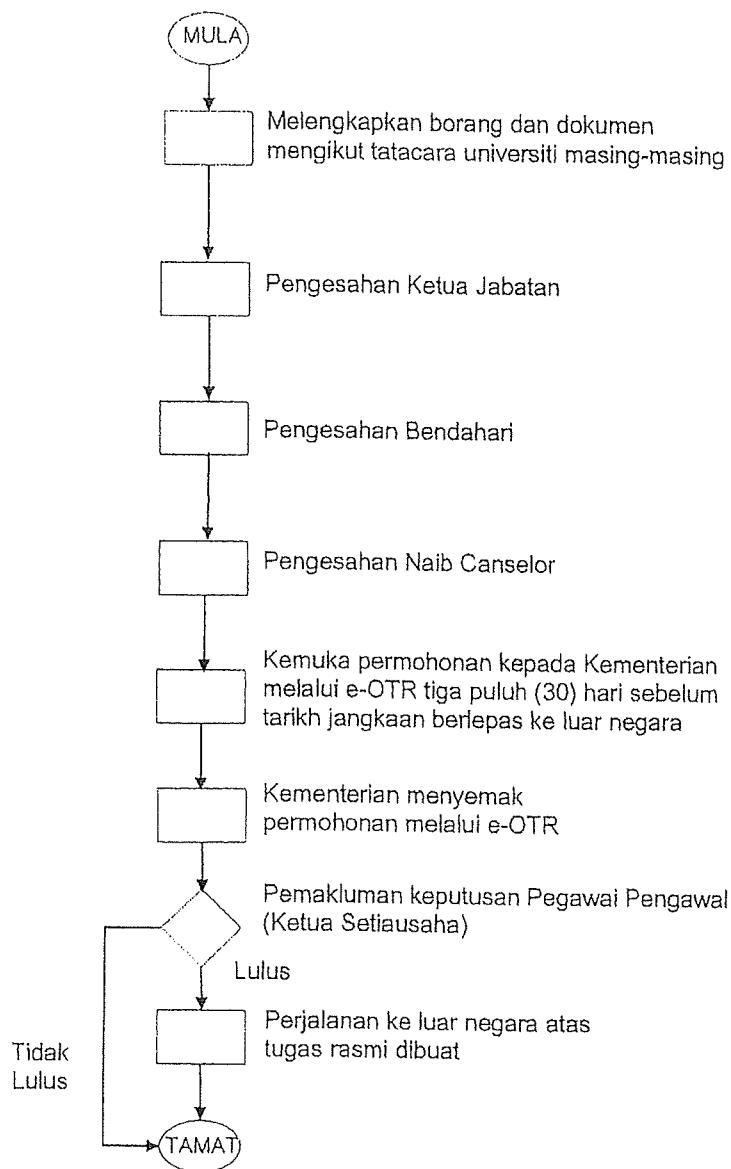 MULA
Melengkapkan borang dan dokumen
mengikut tatacara universiti masing-masing
Pengesahan Ketua Jabatan
Pengesahan Bendahari
Pengesahan Naib Canselor
Kemuka permohonan kepada Kementerian
melalui e-OTR tiga puluh (30) hari sebelum
tarikh jangkaan berlepas ke luar negara
Kementerian menyemak
permohonan melalui e-OTR
Pemakluman keputusan Pegawai Pengawal
(Ketua Setiausaha)
Lulus
Perjalanan ke luar negara atas
tugas rasmi dibuat
Tidak
Lulus
TAMAT